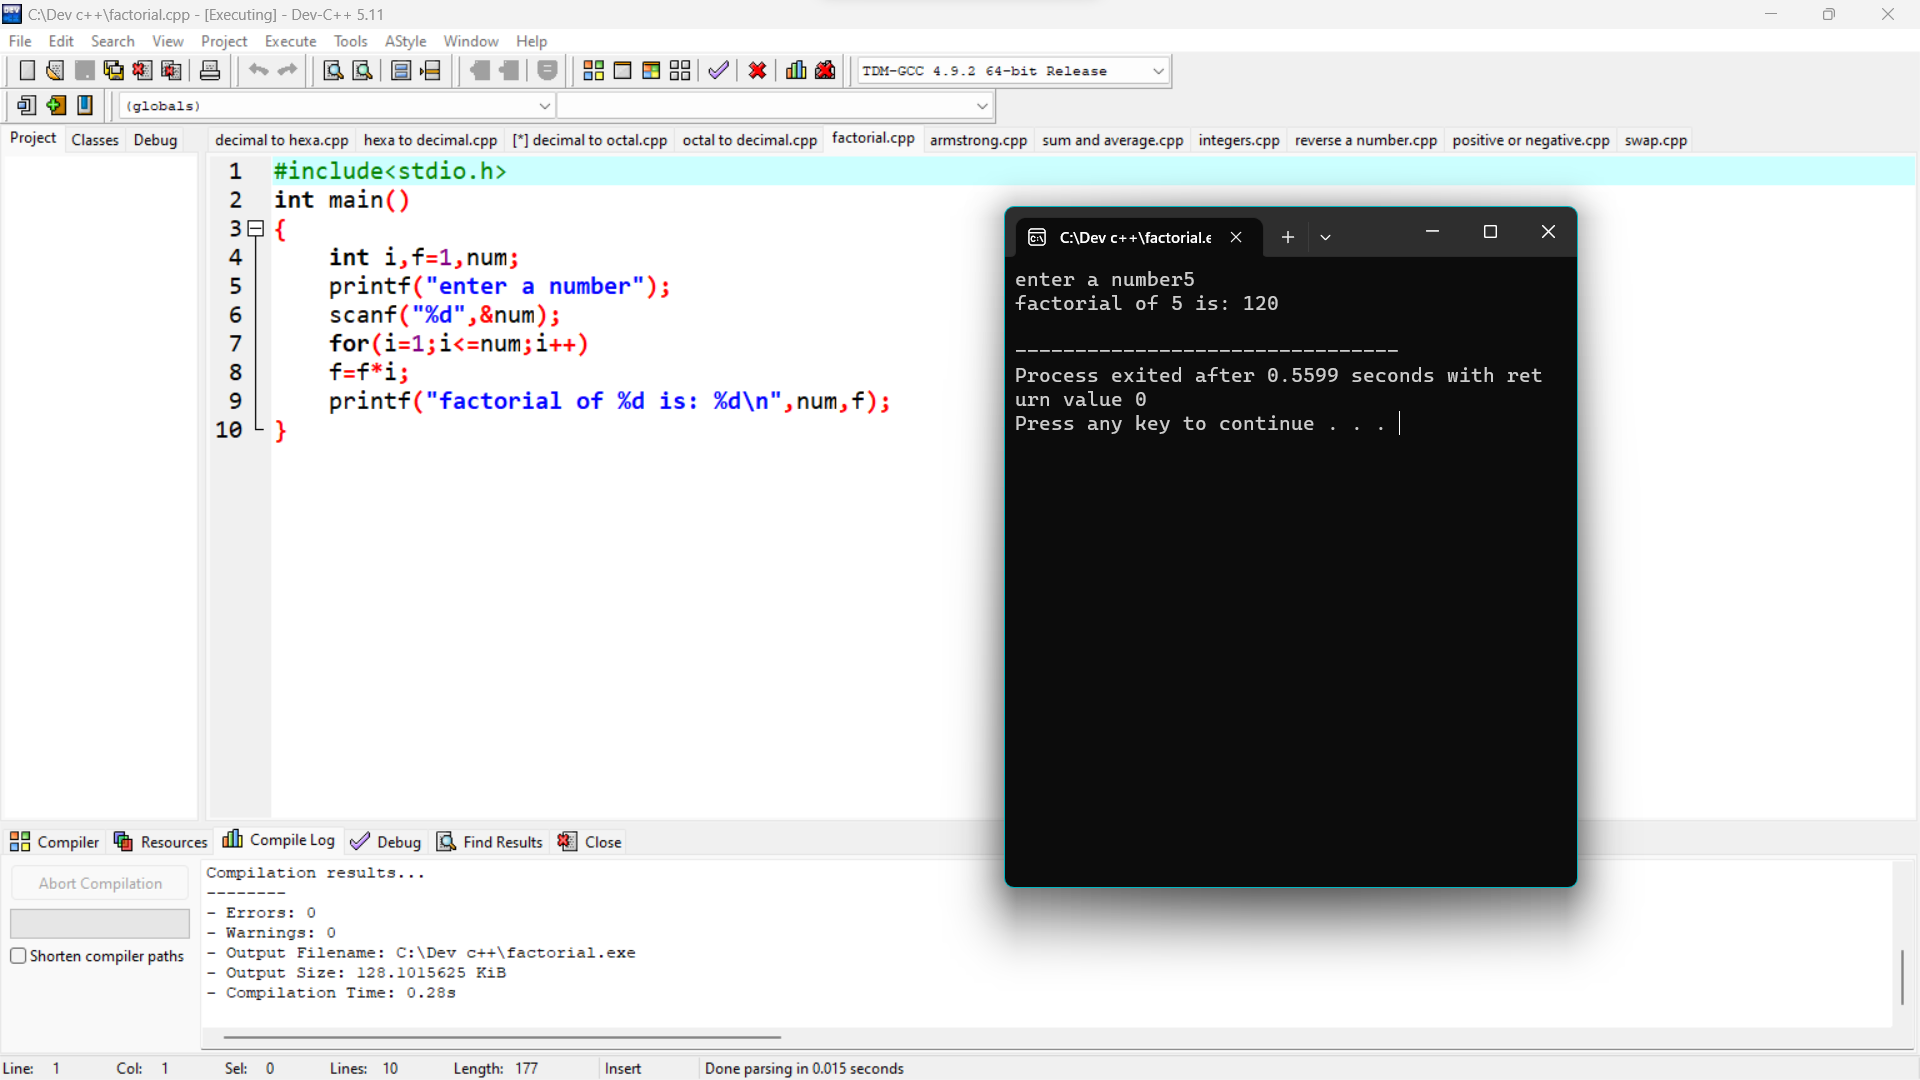 C:\Dev c++\factorial.cpp - [Executing] - Dev-C++ 5.11
File Edit Search View Project Execute Tools AStyle Window Help
TDM-GCC 4.9.2 64-bit Release
(globals)
Project Classes Debug
decimal to hexa.cpp hexa to decimal.cpp [*] decimal to octal.cpp octal to decimal.cpp factorial.cpp armstrong.cpp sum and average.cpp integers.cpp reverse a number.cpp positive or negative.cpp swap.cpp
1 #include<stdio.h>
2 int main()
3 {
4 int i,f=1,num;
5 printf("enter a number");
6 scanf("%d",&num);
7 for(i=1;i<=num;i++)
8 f=f*i;
9 printf("factorial of %d is: %d\n",num,f);
10 }
C:\Dev c++\factorial.e
enter a number5
factorial of 5 is: 120
--------------------------------
Process exited after 0.5599 seconds with ret
urn value 0
Press any key to continue . . .
Compiler Resources Compile Log Debug Find Results Close
Abort Compilation
Shorten compiler paths
Compilation results...
--------
- Errors: 0
- Warnings: 0
- Output Filename: C:\Dev c++\factorial.exe
- Output Size: 128.1015625 KiB
- Compilation Time: 0.28s
Line: 1 Col: 1 Sel: 0 Lines: 10 Length: 177 Insert Done parsing in 0.015 seconds